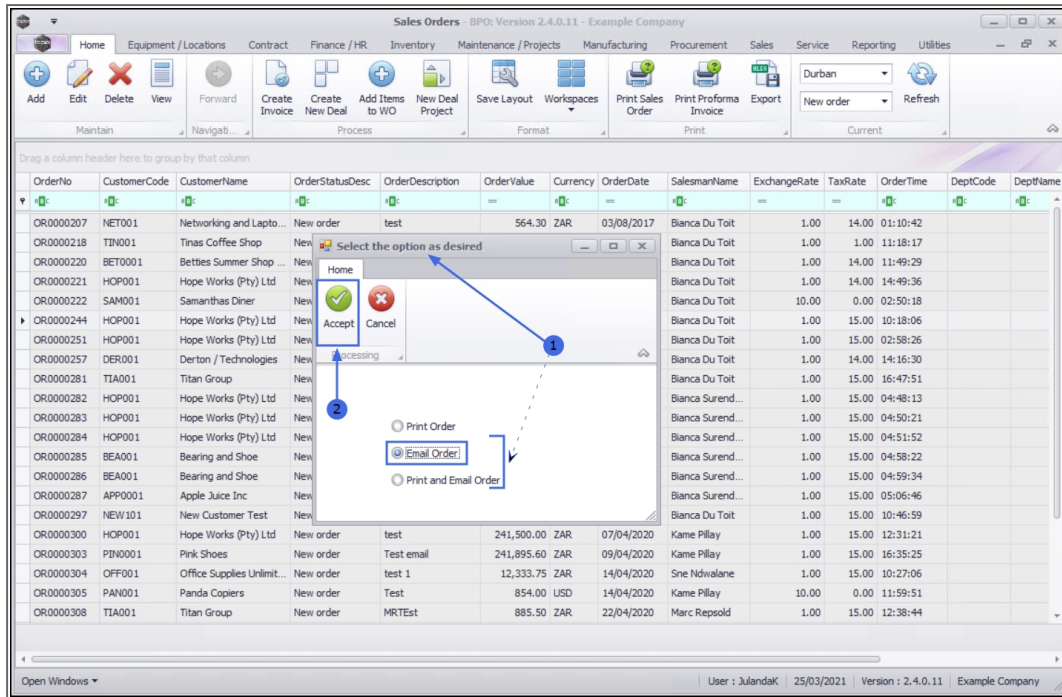 Sales Orders - BPO: Version 2.4.0.11 - Example Company
Home Equipment / Locations Contract Finance / HR Inventory Maintenance / Projects Manufacturing Procurement Sales Service Reporting Utilities
Add Edit Delete View Forward Create Invoice Create New Deal Add Items to WO New Deal Project Save Layout Workspaces Print Sales Order Print Proforma Invoice Export Durban New order Refresh
Maintain Navigati... Process Format Print Current
Drag a column header here to group by that column
OrderNo CustomerCode CustomerName OrderStatusDesc OrderDescription OrderValue Currency OrderDate SalesmanName ExchangeRate TaxRate OrderTime DeptCode DeptName
OR0000207 NET001 Networking and Lapto... New order test 564.30 ZAR 03/08/2017 Bianca Du Toit 1.00 14.00 01:10:42
OR0000218 TIN001 Tinas Coffee Shop New Bianca Du Toit 1.00 1.00 11:18:17
OR0000220 BET0001 Betties Summer Shop ... New Bianca Du Toit 1.00 14.00 11:49:29
OR0000221 HOP001 Hope Works (Pty) Ltd New Bianca Du Toit 1.00 14.00 14:49:36
OR0000222 SAM001 Samanthas Diner New Bianca Du Toit 10.00 0.00 02:50:18
OR0000244 HOP001 Hope Works (Pty) Ltd New Bianca Du Toit 1.00 15.00 10:18:06
OR0000251 HOP001 Hope Works (Pty) Ltd New Bianca Du Toit 1.00 15.00 02:58:26
OR0000257 DER001 Derton / Technologies New Bianca Du Toit 1.00 14.00 14:16:30
OR0000281 TIA001 Titan Group New Bianca Du Toit 1.00 15.00 16:47:51
OR0000282 HOP001 Hope Works (Pty) Ltd New Bianca Surend... 1.00 15.00 04:48:13
OR0000283 HOP001 Hope Works (Pty) Ltd New Bianca Surend... 1.00 15.00 04:50:21
OR0000284 HOP001 Hope Works (Pty) Ltd New Bianca Surend... 1.00 15.00 04:51:52
OR0000285 BEA001 Bearing and Shoe New Bianca Surend... 1.00 15.00 04:58:22
OR0000286 BEA001 Bearing and Shoe New Bianca Surend... 1.00 15.00 04:59:34
OR0000287 APP0001 Apple Juice Inc New Bianca Surend... 1.00 15.00 05:06:46
OR0000297 NEW101 New Customer Test New Bianca Du Toit 1.00 15.00 10:46:59
OR0000300 HOP001 Hope Works (Pty) Ltd New order test 241,500.00 ZAR 07/04/2020 Kame Pillay 1.00 15.00 12:31:21
OR0000303 PIN0001 Pink Shoes New order Test email 241,895.60 ZAR 09/04/2020 Kame Pillay 1.00 15.00 16:35:25
OR0000304 OFF001 Office Supplies Unlimit... New order test 1 12,333.75 ZAR 14/04/2020 Sne Ndwalane 1.00 15.00 10:27:06
OR0000305 PAN001 Panda Copiers New order Test 854.00 USD 14/04/2020 Kame Pillay 10.00 0.00 11:59:51
OR0000308 TIA001 Titan Group New order MRTEst 885.50 ZAR 22/04/2020 Marc Repsold 1.00 15.00 12:38:44
Select the option as desired
Home
Accept Cancel
Processing
1
2
Print Order
Email Order
Print and Email Order
Open Windows User : JulandaK 25/03/2021 Version : 2.4.0.11 Example Company